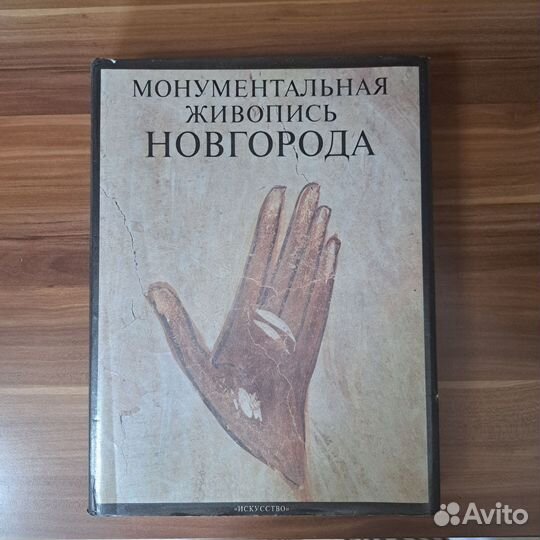 МОНУМЕНТАЛЬНАЯ
ЖИВОПИСЬ
НОВГОРОДА
«ИСКУССТВО»
Avito